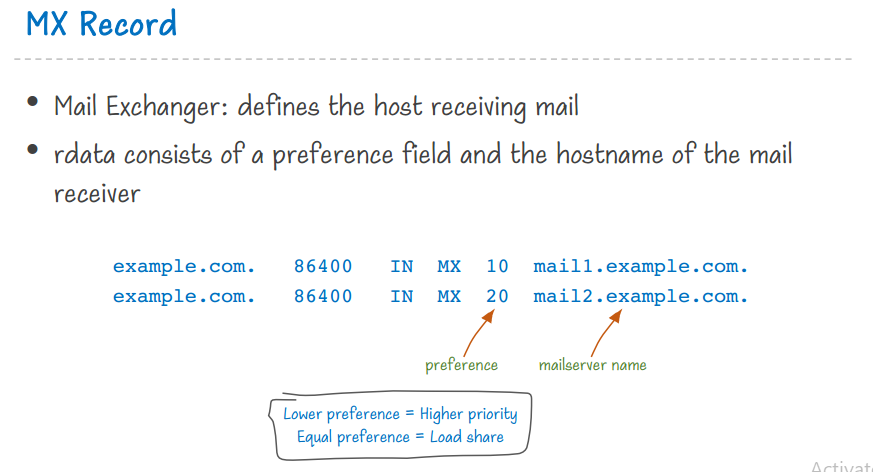 MX Record
• Mail Exchanger: defines the host receiving mail
• rdata consists of a preference field and the hostname of the mail
receiver
example.com. 86400 IN MX 10 mail1.example.com.
example.com. 86400 IN MX 20 mail2.example.com.
preference mailserver name
Lower preference = Higher priority
Equal preference = Load share